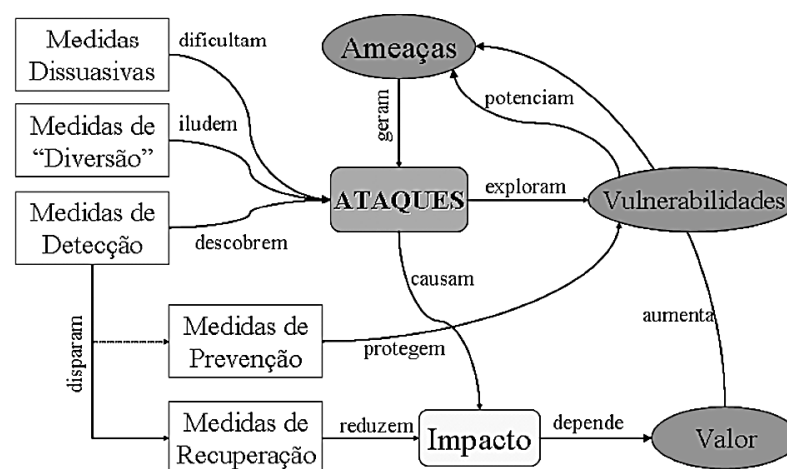 Medidas
Dissuasivas
dificultam
Ameaças
Medidas de
“Diversão”
iludem
geram
potenciam
ATAQUES
exploram
Vulnerabilidades
Medidas de
Detecção
descobrem
causam
aumenta
disparam
Medidas de
Prevenção
protegem
Medidas de
Recuperação
reduzem
Impacto
depende
Valor